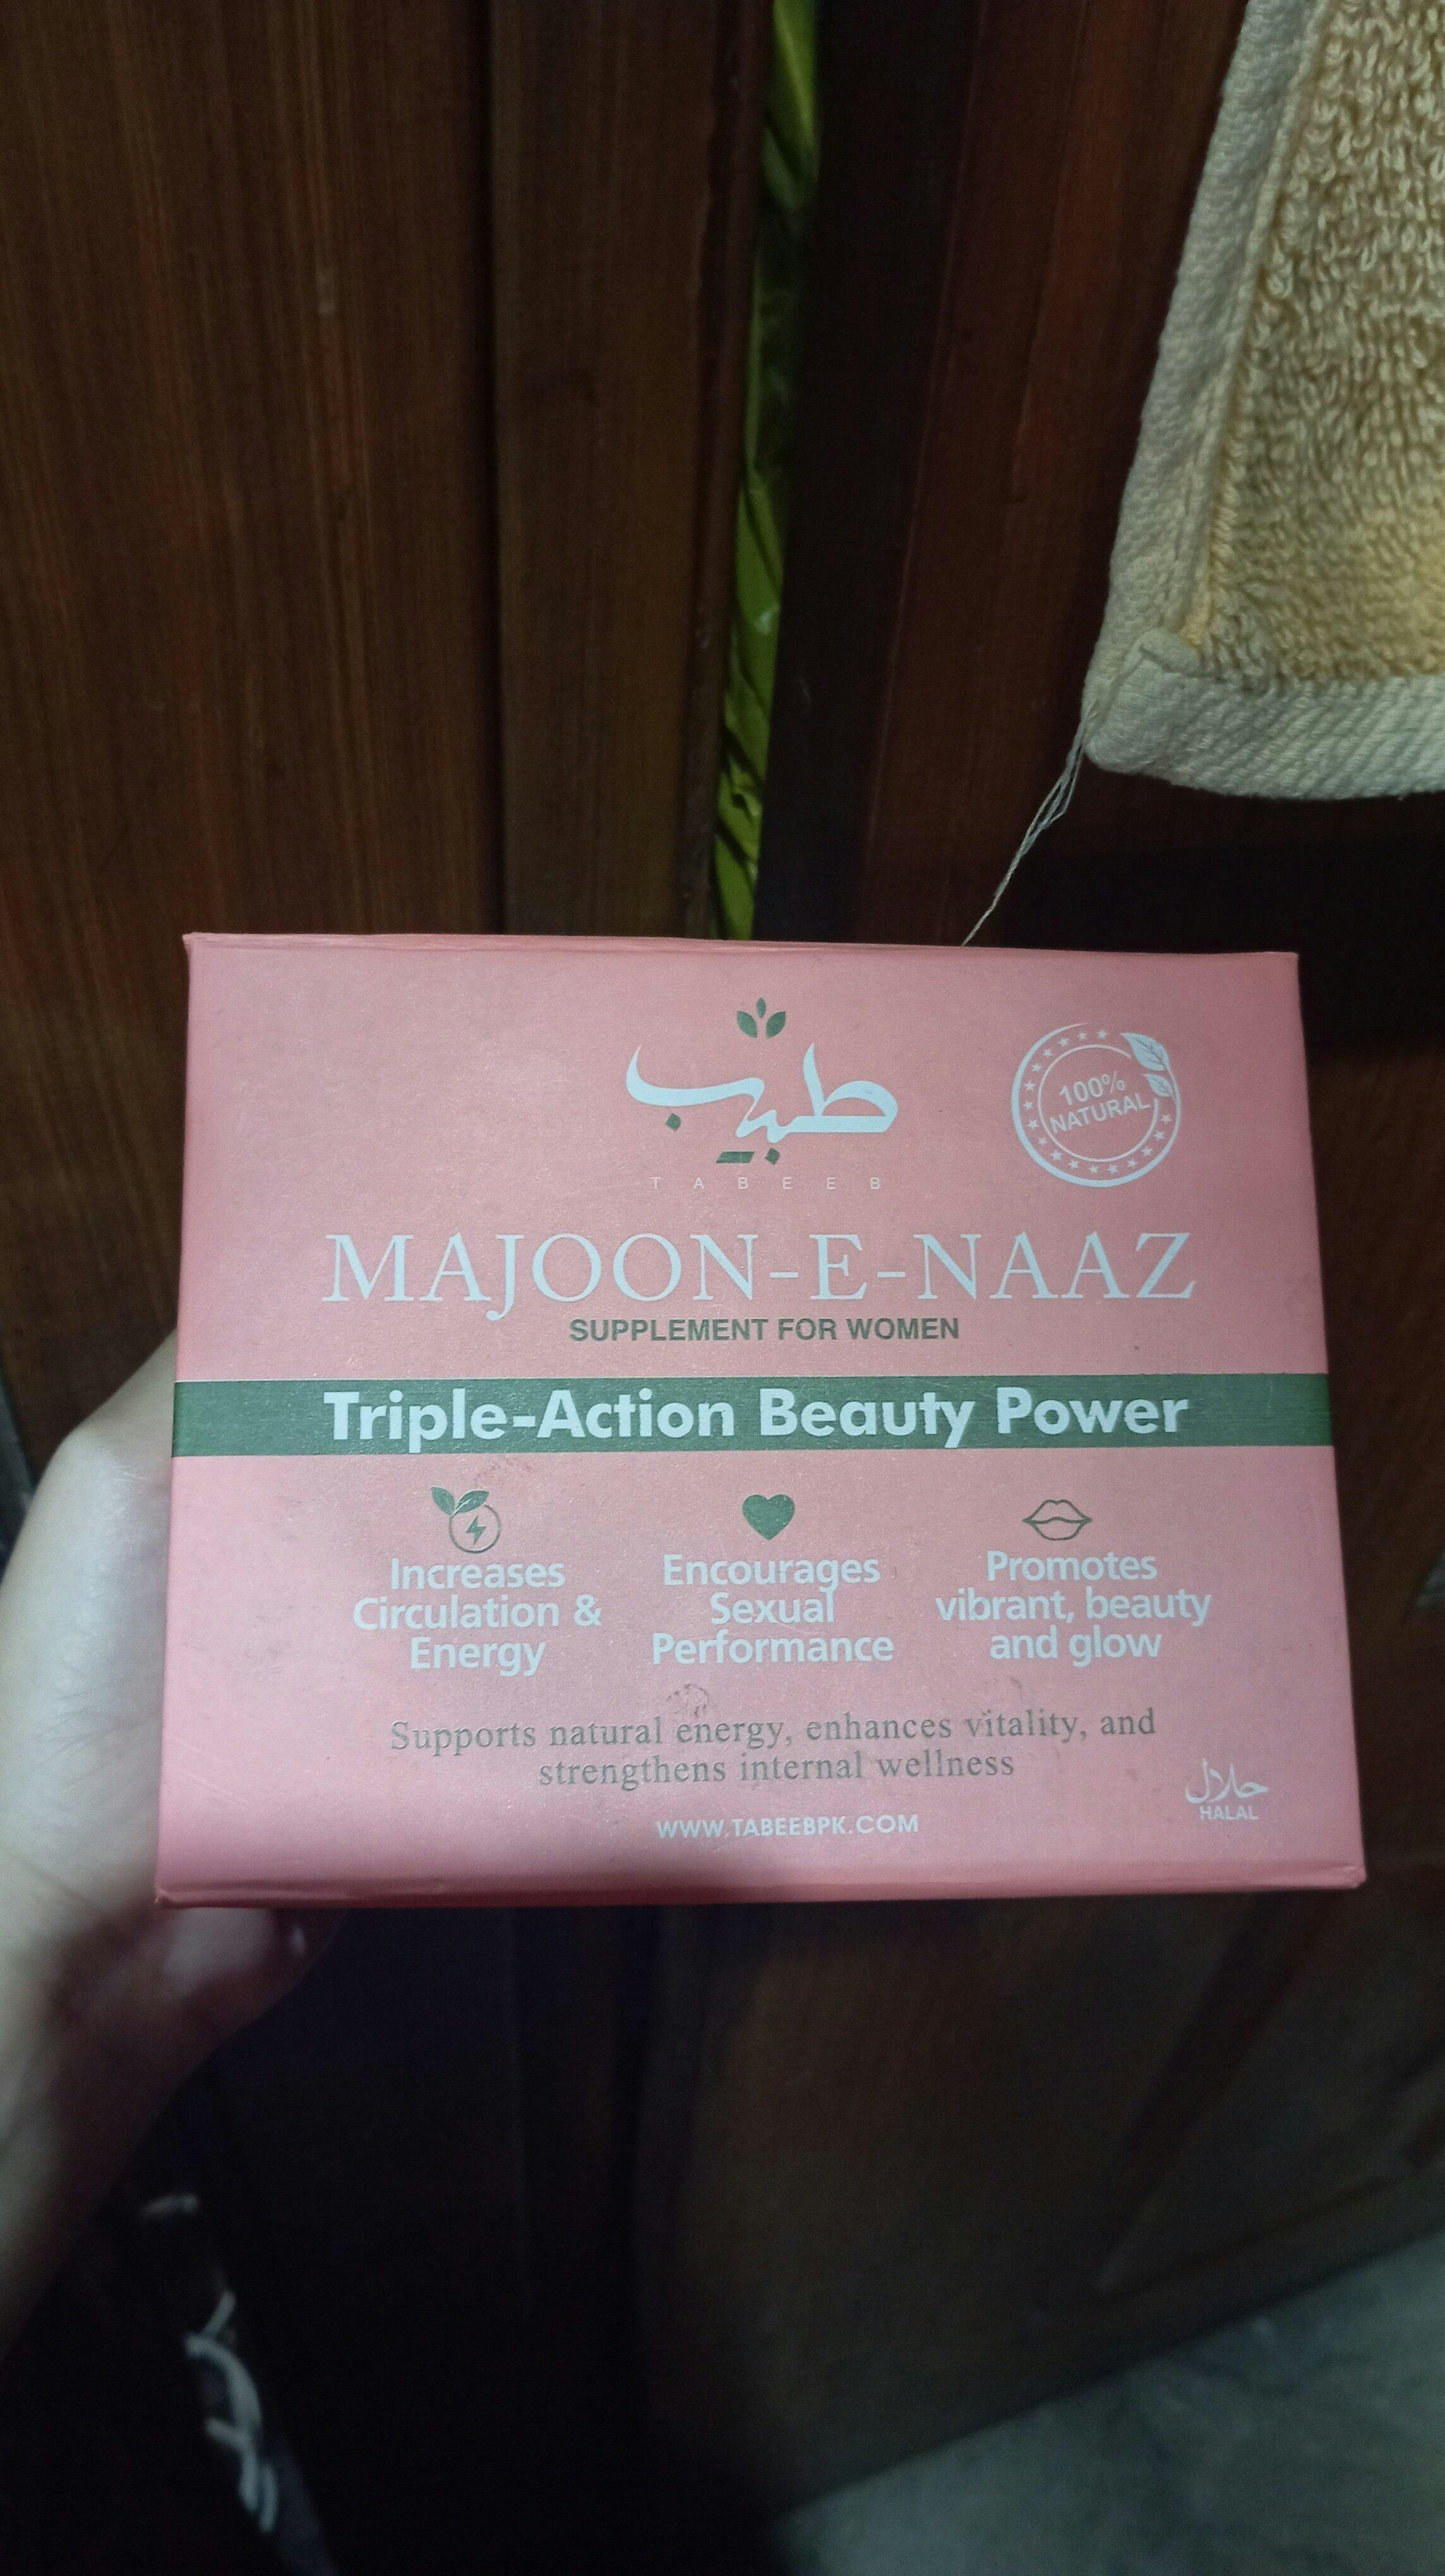 طبیب
TABEEB
100%
NATURAL
MAJOON-E-NAAZ
SUPPLEMENT FOR WOMEN
Triple-Action Beauty Power
Increases
Circulation &
Energy
Encourages
Sexual
Performance
Promotes
vibrant, beauty
and glow
Supports natural energy, enhances vitality, and
strengthens internal wellness
WWW.TABEEBPK.COM
حلال
HALAL